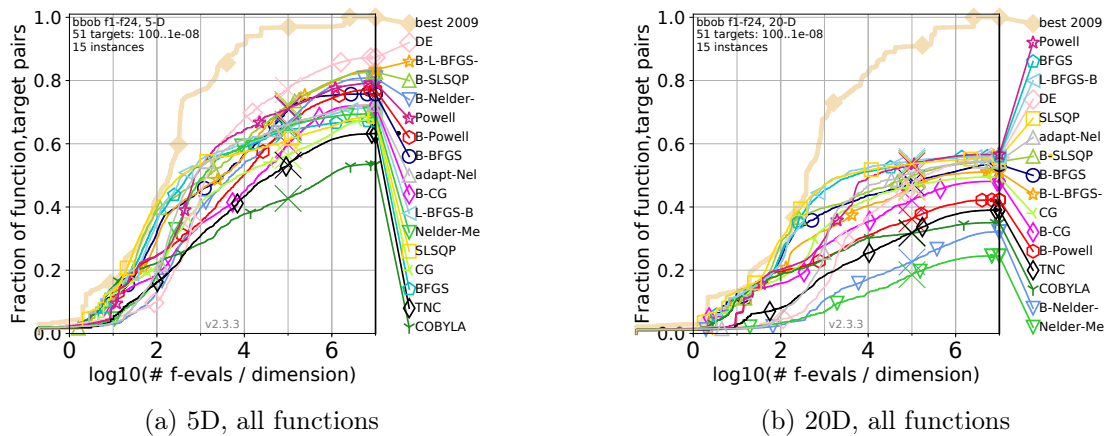 bbob f1-f24, 5-D
51 targets: 100..1e-08
15 instances
Fraction of function,target pairs
1.0
0.8
0.6
0.4
0.2
0.0
0 2 4 6
log10(# f-evals / dimension)
v2.3.3
best 2009
DE
B-L-BFGS-
B-SLSQP
B-Nelder-
Powell
B-Powell
B-BFGS
adapt-Nel
B-CG
L-BFGS-B
Nelder-Me
SLSQP
CG
BFGS
TNC
COBYLA
(a) 5D, all functions
bbob f1-f24, 20-D
51 targets: 100..1e-08
15 instances
Fraction of function,target pairs
1.0
0.8
0.6
0.4
0.2
0.0
0 2 4 6
log10(# f-evals / dimension)
v2.3.3
best 2009
Powell
BFGS
L-BFGS-B
DE
SLSQP
adapt-Nel
B-SLSQP
B-BFGS
B-L-BFGS-
CG
B-CG
B-Powell
TNC
COBYLA
B-Nelder-
Nelder-Me
(b) 20D, all functions